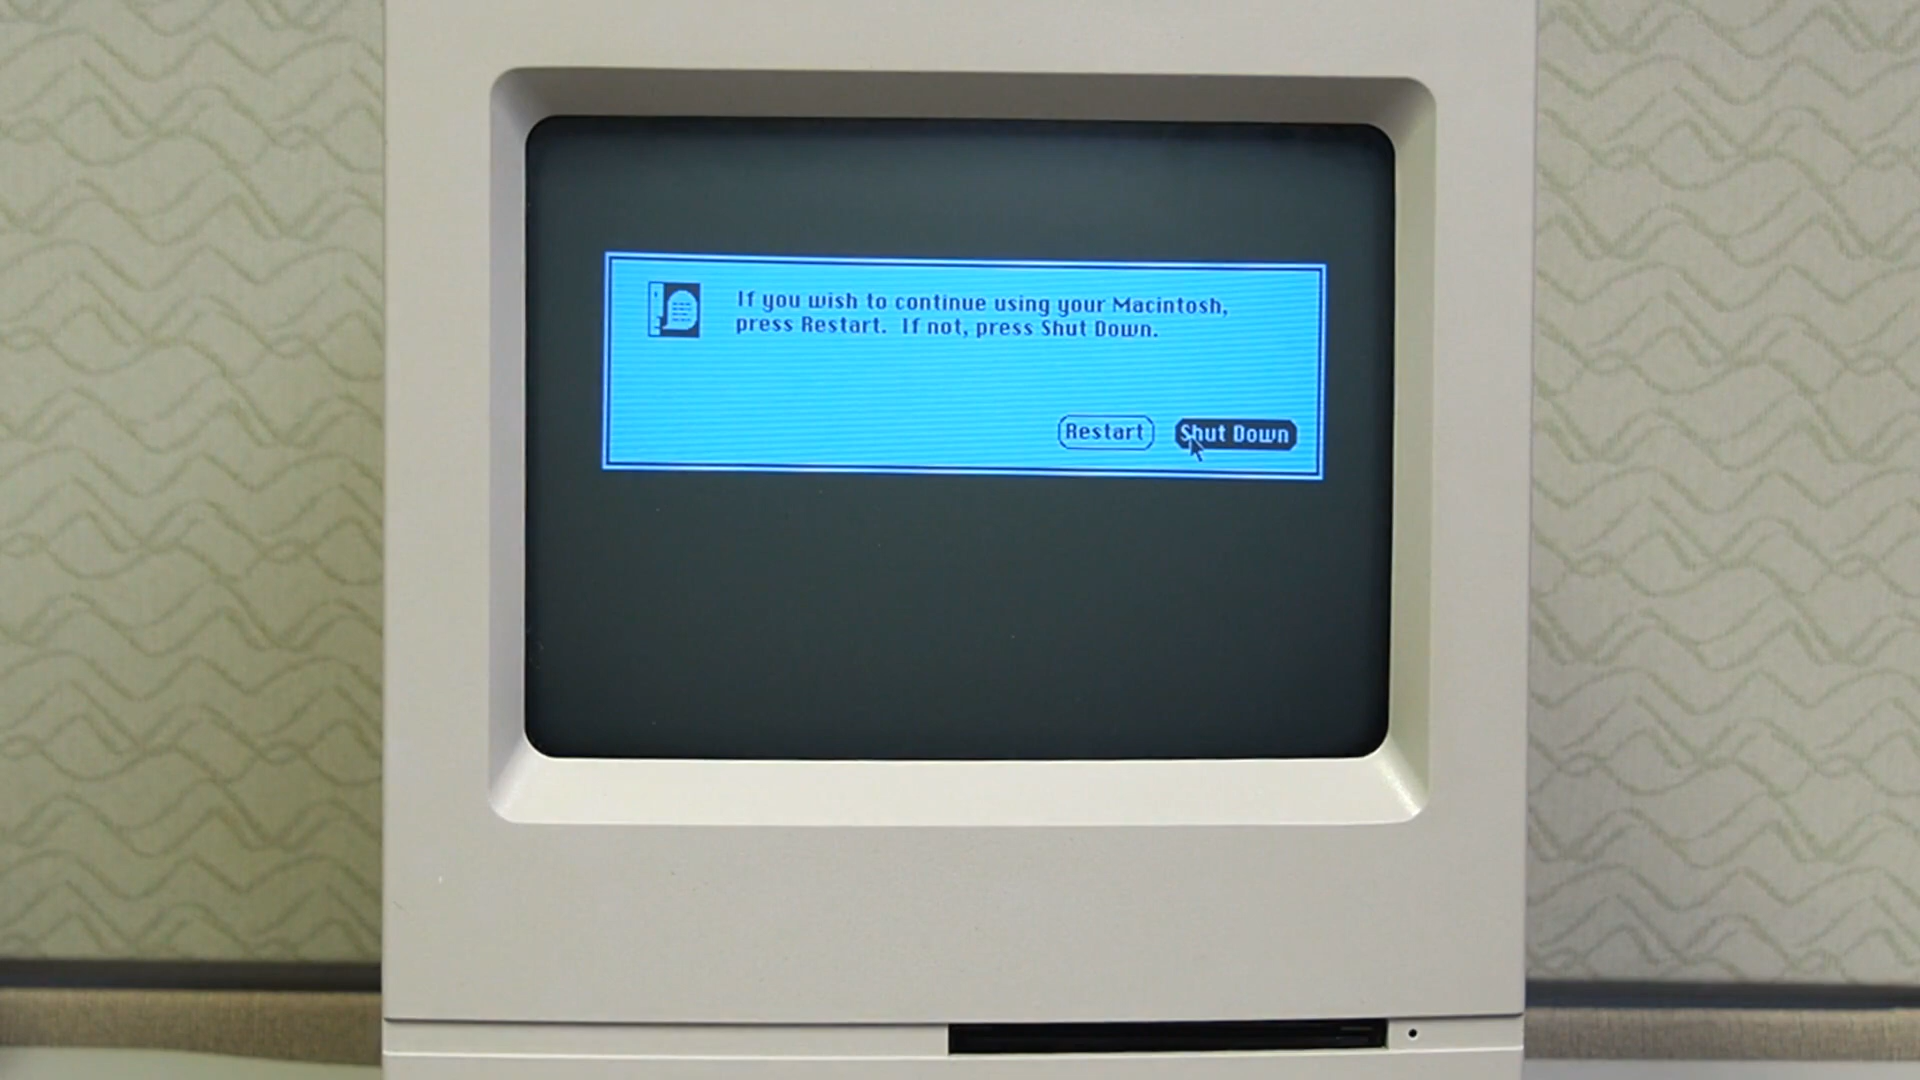 If you wish to continue using your Macintosh,
press Restart.  If not, press Shut Down.
Restart
Shut Down